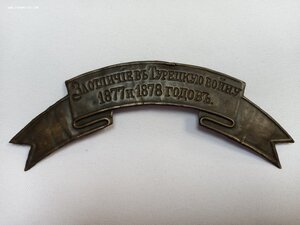 ЗА ОТЛИЧІЕ ВЪ ТУРЕЦКУЮ ВОЙНУ
1877 И 1878 ГОДОВЪ.